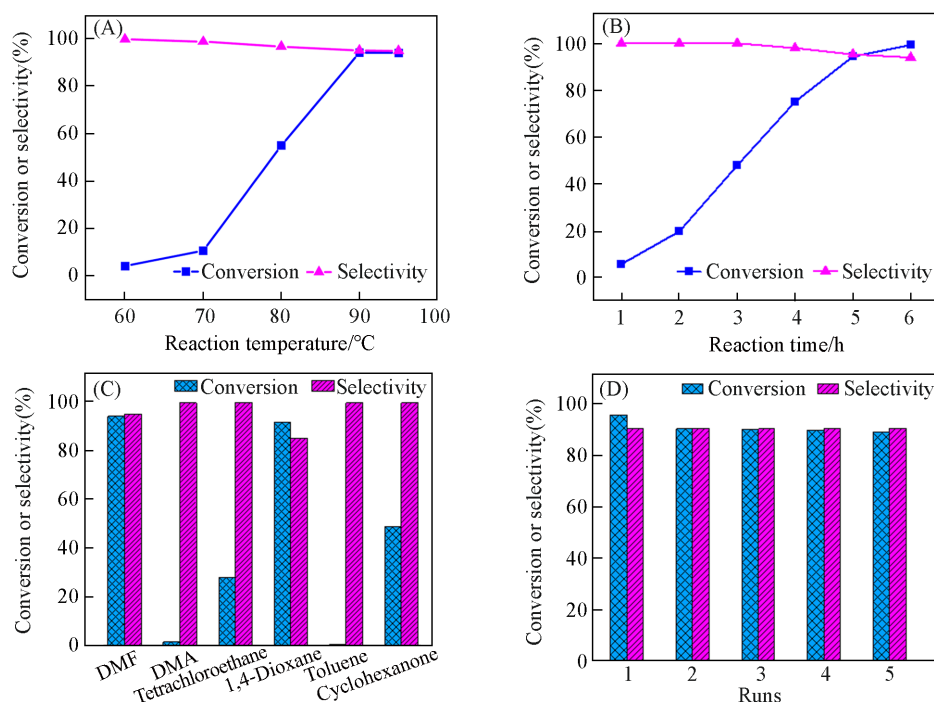 (A)
100
80
60
40
20
0
Conversion or selectivity(%)
Conversion Selectivity
60 70 80 90 100
Reaction temperature/°C
(B)
100
80
60
40
20
0
Conversion or selectivity(%)
Conversion Selectivity
1 2 3 4 5 6
Reaction time/h
(C)
Conversion Selectivity
100
80
60
40
20
0
Conversion or selectivity(%)
DMF
DMA
Tetrachloroethane
1,4-Dioxane
Toluene
Cyclohexanone
(D)
Conversion Selectivity
100
80
60
40
20
0
Conversion or selectivity(%)
1 2 3 4 5
Runs